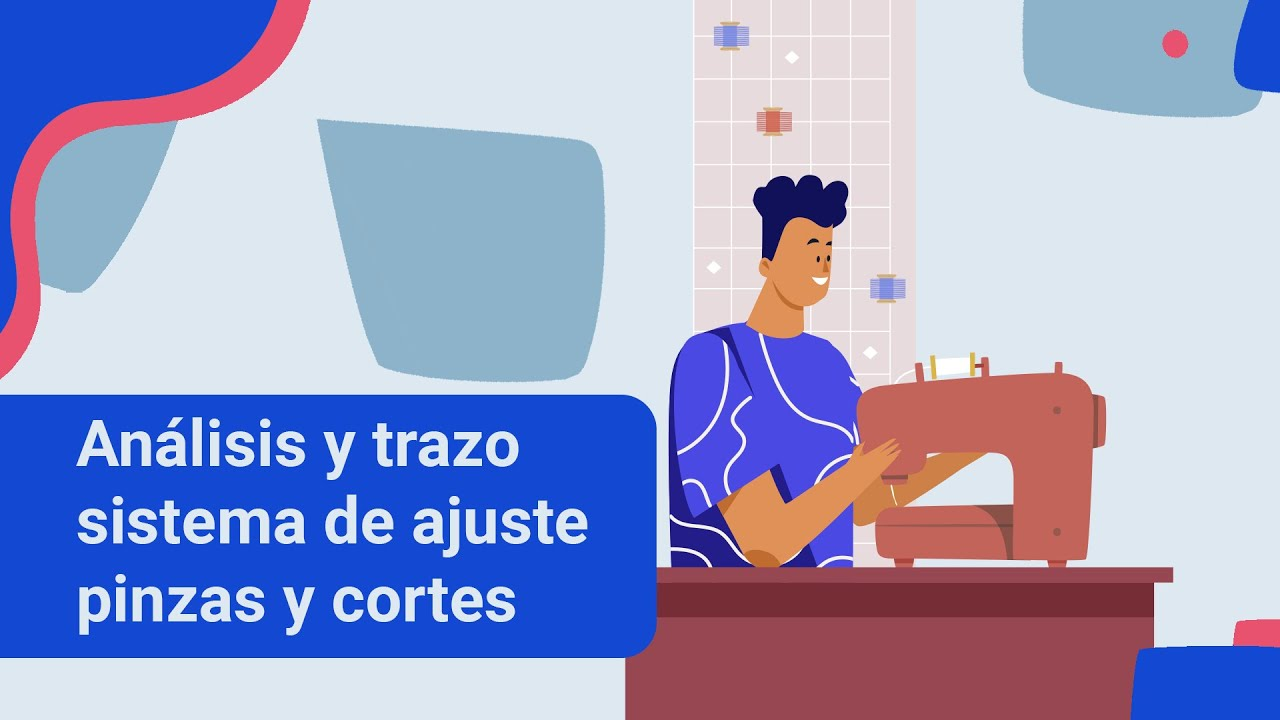 Análisis y trazo
sistema de ajuste
pinzas y cortes